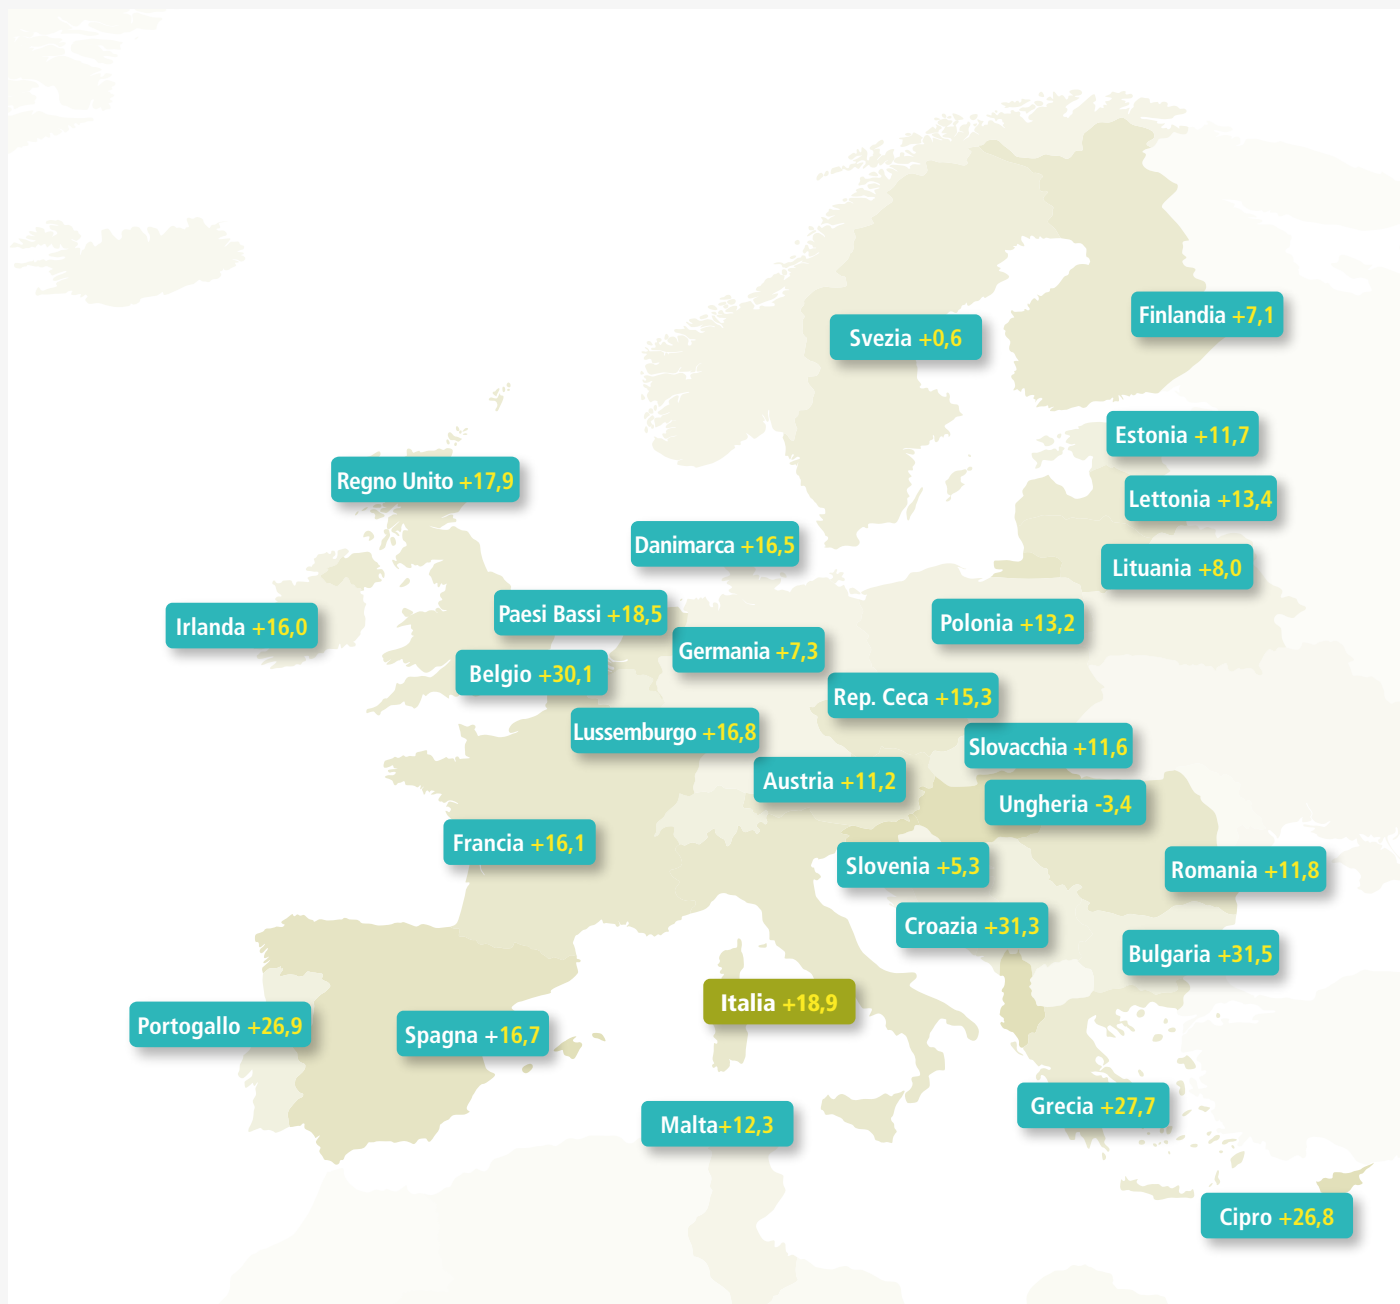 Finlandia +7,1
Svezia +0,6
Estonia +11,7
Regno Unito +17,9
Lettonia +13,4
Danimarca +16,5
Lituania +8,0
Paesi Bassi +18,5
Irlanda +16,0
Polonia +13,2
Germania +7,3
Belgio +30,1
Rep. Ceca +15,3
Lussemburgo +16,8
Slovacchia +11,6
Austria +11,2
Ungheria -3,4
Francia +16,1
Slovenia +5,3
Romania +11,8
Croazia +31,3
Bulgaria +31,5
Italia +18,9
Portogallo +26,9
Spagna +16,7
Grecia +27,7
Malta+12,3
Cipro +26,8